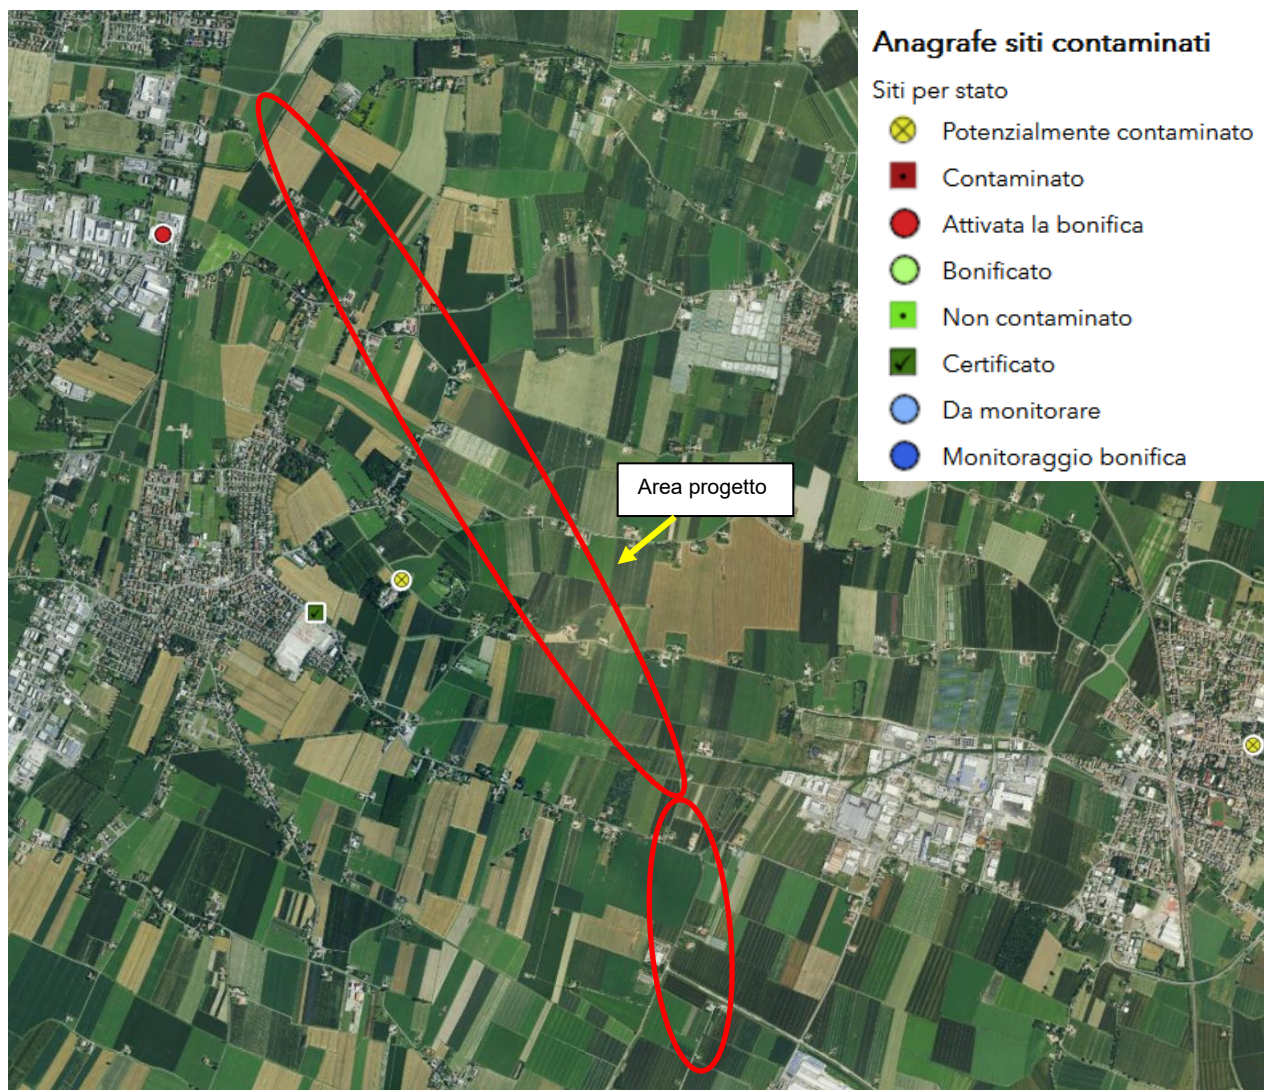 Anagrafe siti contaminati
Siti per stato
Potenzialmente contaminato
Contaminato
Attivata la bonifica
Bonificato
Non contaminato
Certificato
Da monitorare
Monitoraggio bonifica
Area progetto